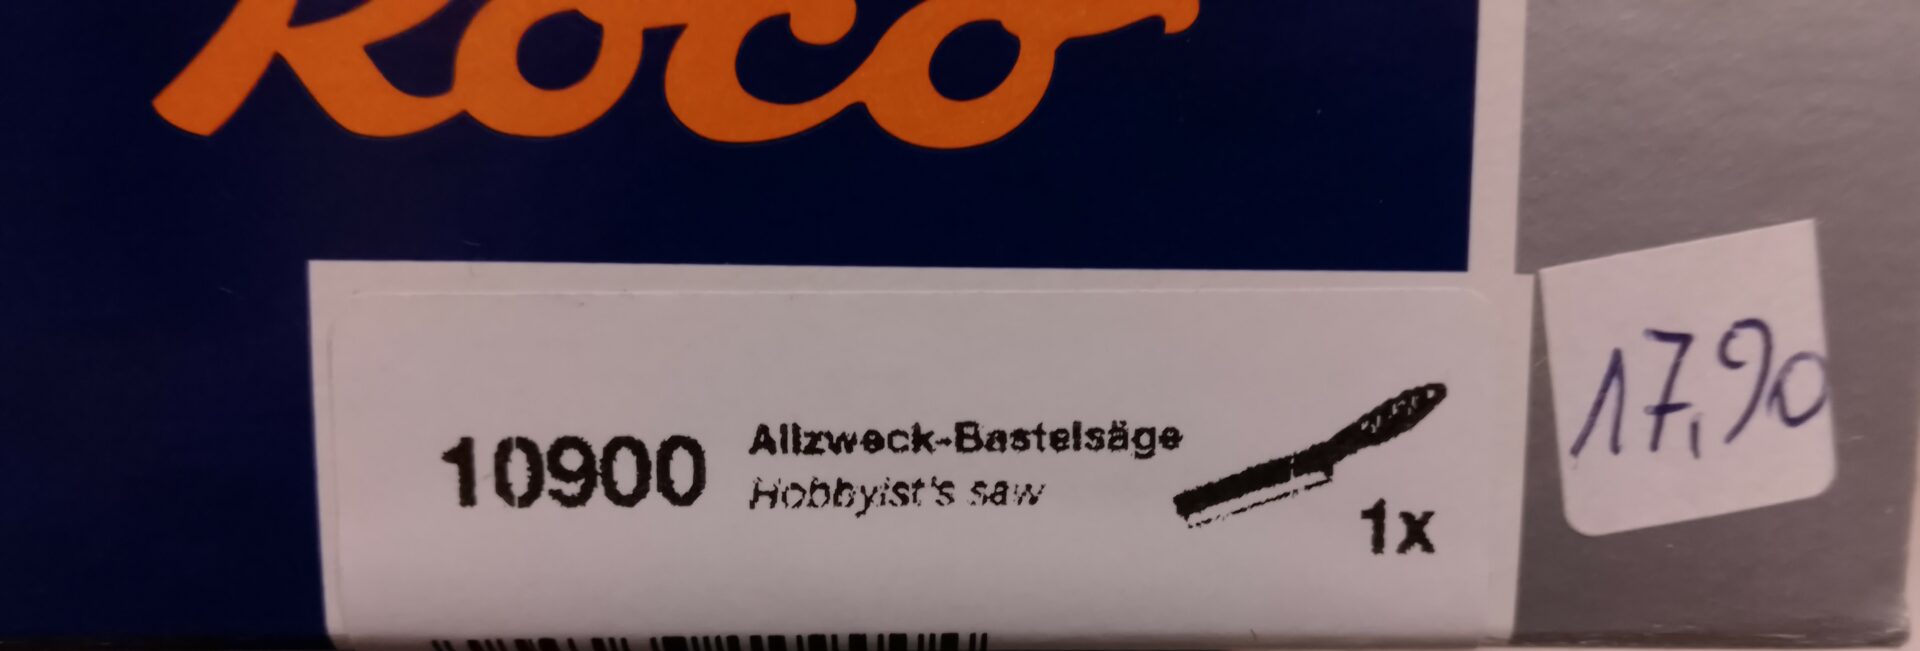 Roco
10900
Allzweck-Bastelsäge
Hobbyist's saw
1x
17,90